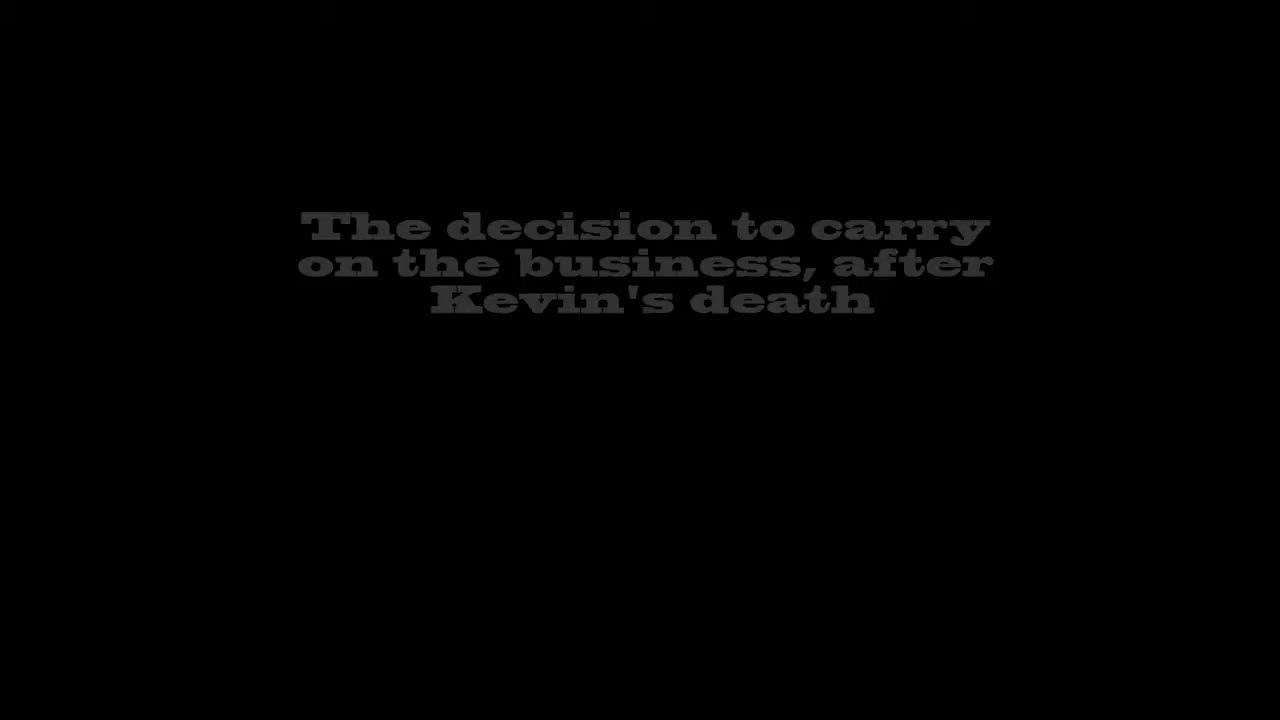 The decision to carry
on the business, after
Kevin's death